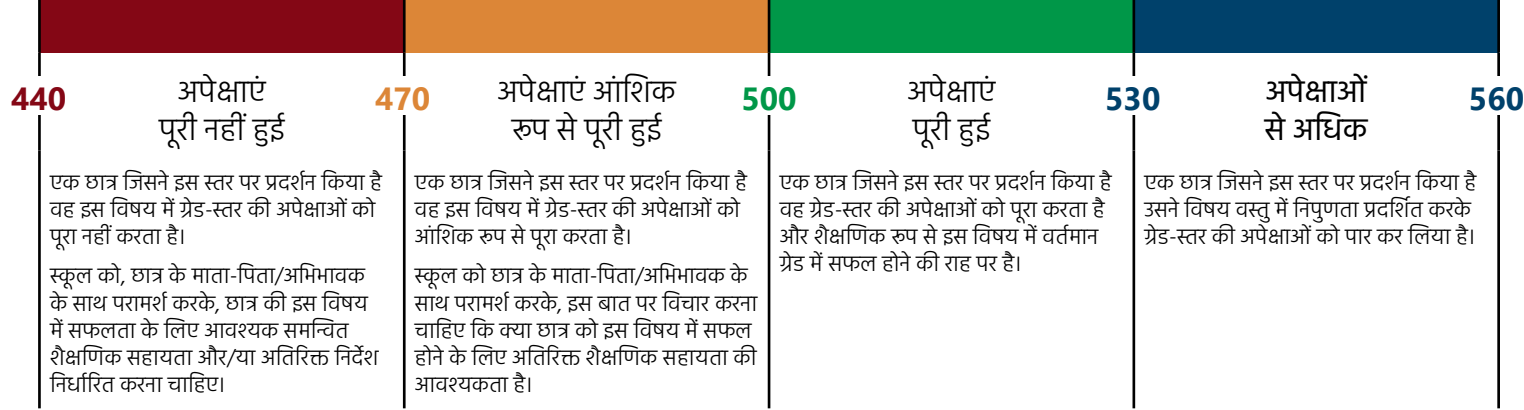 440
अपेक्षाएं
पूरी नहीं हुई
470
अपेक्षाएं आंशिक
रूप से पूरी हुई
500
अपेक्षाएं
पूरी हुई
530
अपेक्षाओं
से अधिक
560
एक छात्र जिसने इस स्तर पर प्रदर्शन किया है
वह इस विषय में ग्रेड-स्तर की अपेक्षाओं को
पूरा नहीं करता है।
स्कूल को, छात्र के माता-पिता/अभिभावक
के साथ परामर्श करके, छात्र की इस विषय
में सफलता के लिए आवश्यक समन्वित
शैक्षणिक सहायता और/या अतिरिक्त निर्देश
निर्धारित करना चाहिए।
एक छात्र जिसने इस स्तर पर प्रदर्शन किया है
वह इस विषय में ग्रेड-स्तर की अपेक्षाओं को
आंशिक रूप से पूरा करता है।
स्कूल को छात्र के माता-पिता/अभिभावक के
साथ परामर्श करके, इस बात पर विचार करना
चाहिए कि क्या छात्र को इस विषय में सफल
होने के लिए अतिरिक्त शैक्षणिक सहायता की
आवश्यकता है।
एक छात्र जिसने इस स्तर पर प्रदर्शन किया है
वह ग्रेड-स्तर की अपेक्षाओं को पूरा करता है
और शैक्षणिक रूप से इस विषय में वर्तमान
ग्रेड में सफल होने की राह पर है।
एक छात्र जिसने इस स्तर पर प्रदर्शन किया है
उसने विषय वस्तु में निपुणता प्रदर्शित करके
ग्रेड-स्तर की अपेक्षाओं को पार कर लिया है।